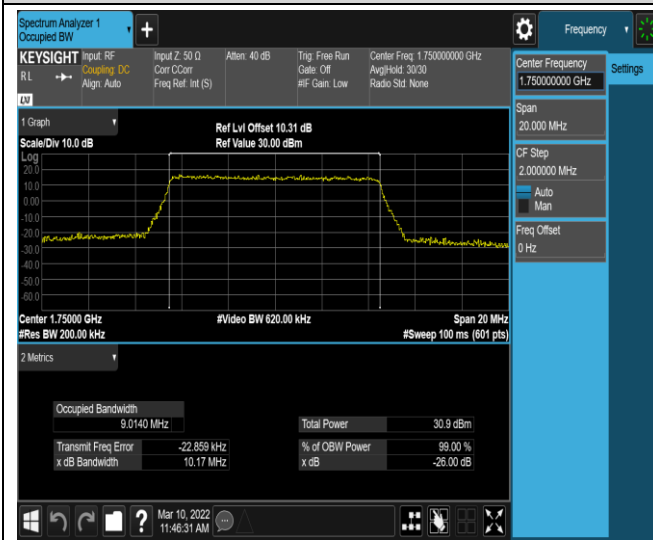 Spectrum Analyzer 1
Occupied BW
Frequency
KEYSIGHT
Input: RF
Coupling: DC
Align: Auto
RL
LXI
Input Z: 50 Ω
Corr CCorr
Freq Ref: Int (S)
Atten: 40 dB
Trig: Free Run
Gate: Off
#IF Gain: Low
Center Freq: 1.750000000 GHz
Avg|Hold: 30/30
Radio Std: None
Center Frequency
1.750000000 GHz
Settings
Span
20.000 MHz
CF Step
2.000000 MHz
Auto
Man
Freq Offset
0 Hz
1 Graph
Scale/Div 10.0 dB
Ref Lvl Offset 10.31 dB
Ref Value 30.00 dBm
Log
20.0
10.0
0.00
-10.0
-20.0
-30.0
-40.0
-50.0
-60.0
Center 1.75000 GHz
#Video BW 620.00 kHz
Span 20 MHz
#Res BW 200.00 kHz
#Sweep 100 ms (601 pts)
2 Metrics
Occupied Bandwidth
9.0140 MHz
Total Power 30.9 dBm
Transmit Freq Error -22.859 kHz
% of OBW Power 99.00 %
x dB Bandwidth 10.17 MHz
x dB -26.00 dB
?
Mar 10, 2022
11:46:31 AM